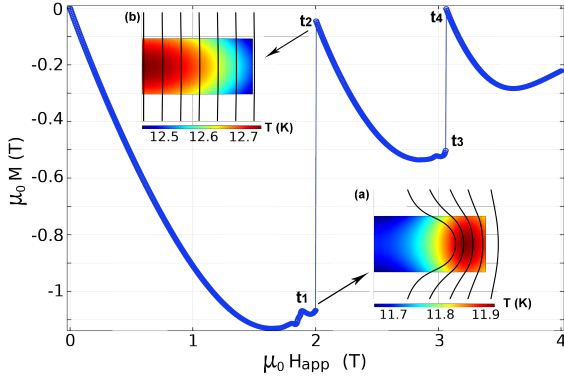 (b)
T (K)
12.5 12.6 12.7
t2
t4
t3
t1
(a)
T (K)
11.7 11.8 11.9
0
-0.2
-0.4
-0.6
-0.8
-1
μ0 M (T)
0 1 2 3 4
μ0 Happ (T)